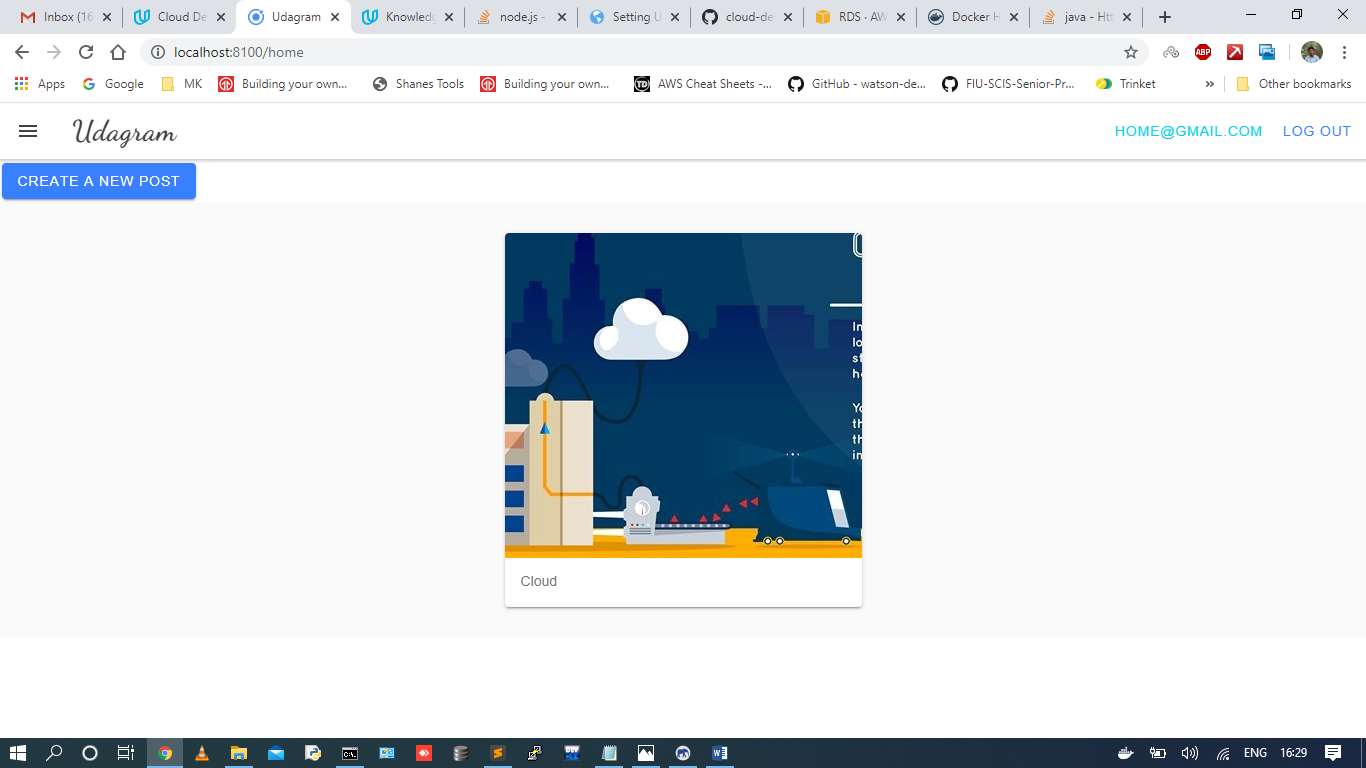 Inbox (16
Cloud De
Udagram
Knowledg
node.js -
Setting U
cloud-de
RDS · AW
Docker H
java - Htt
localhost:8100/home
ABP
Apps
Google
MK
Building your own...
Shanes Tools
Building your own...
TD
AWS Cheat Sheets -...
GitHub - watson-de...
FIU-SCIS-Senior-Pr...
Trinket
»
Other bookmarks
Udagram
HOME@GMAIL.COM
LOG OUT
CREATE A NEW POST
In
lo
st
he
Yo
th
th
in
Cloud
ENG
16:29